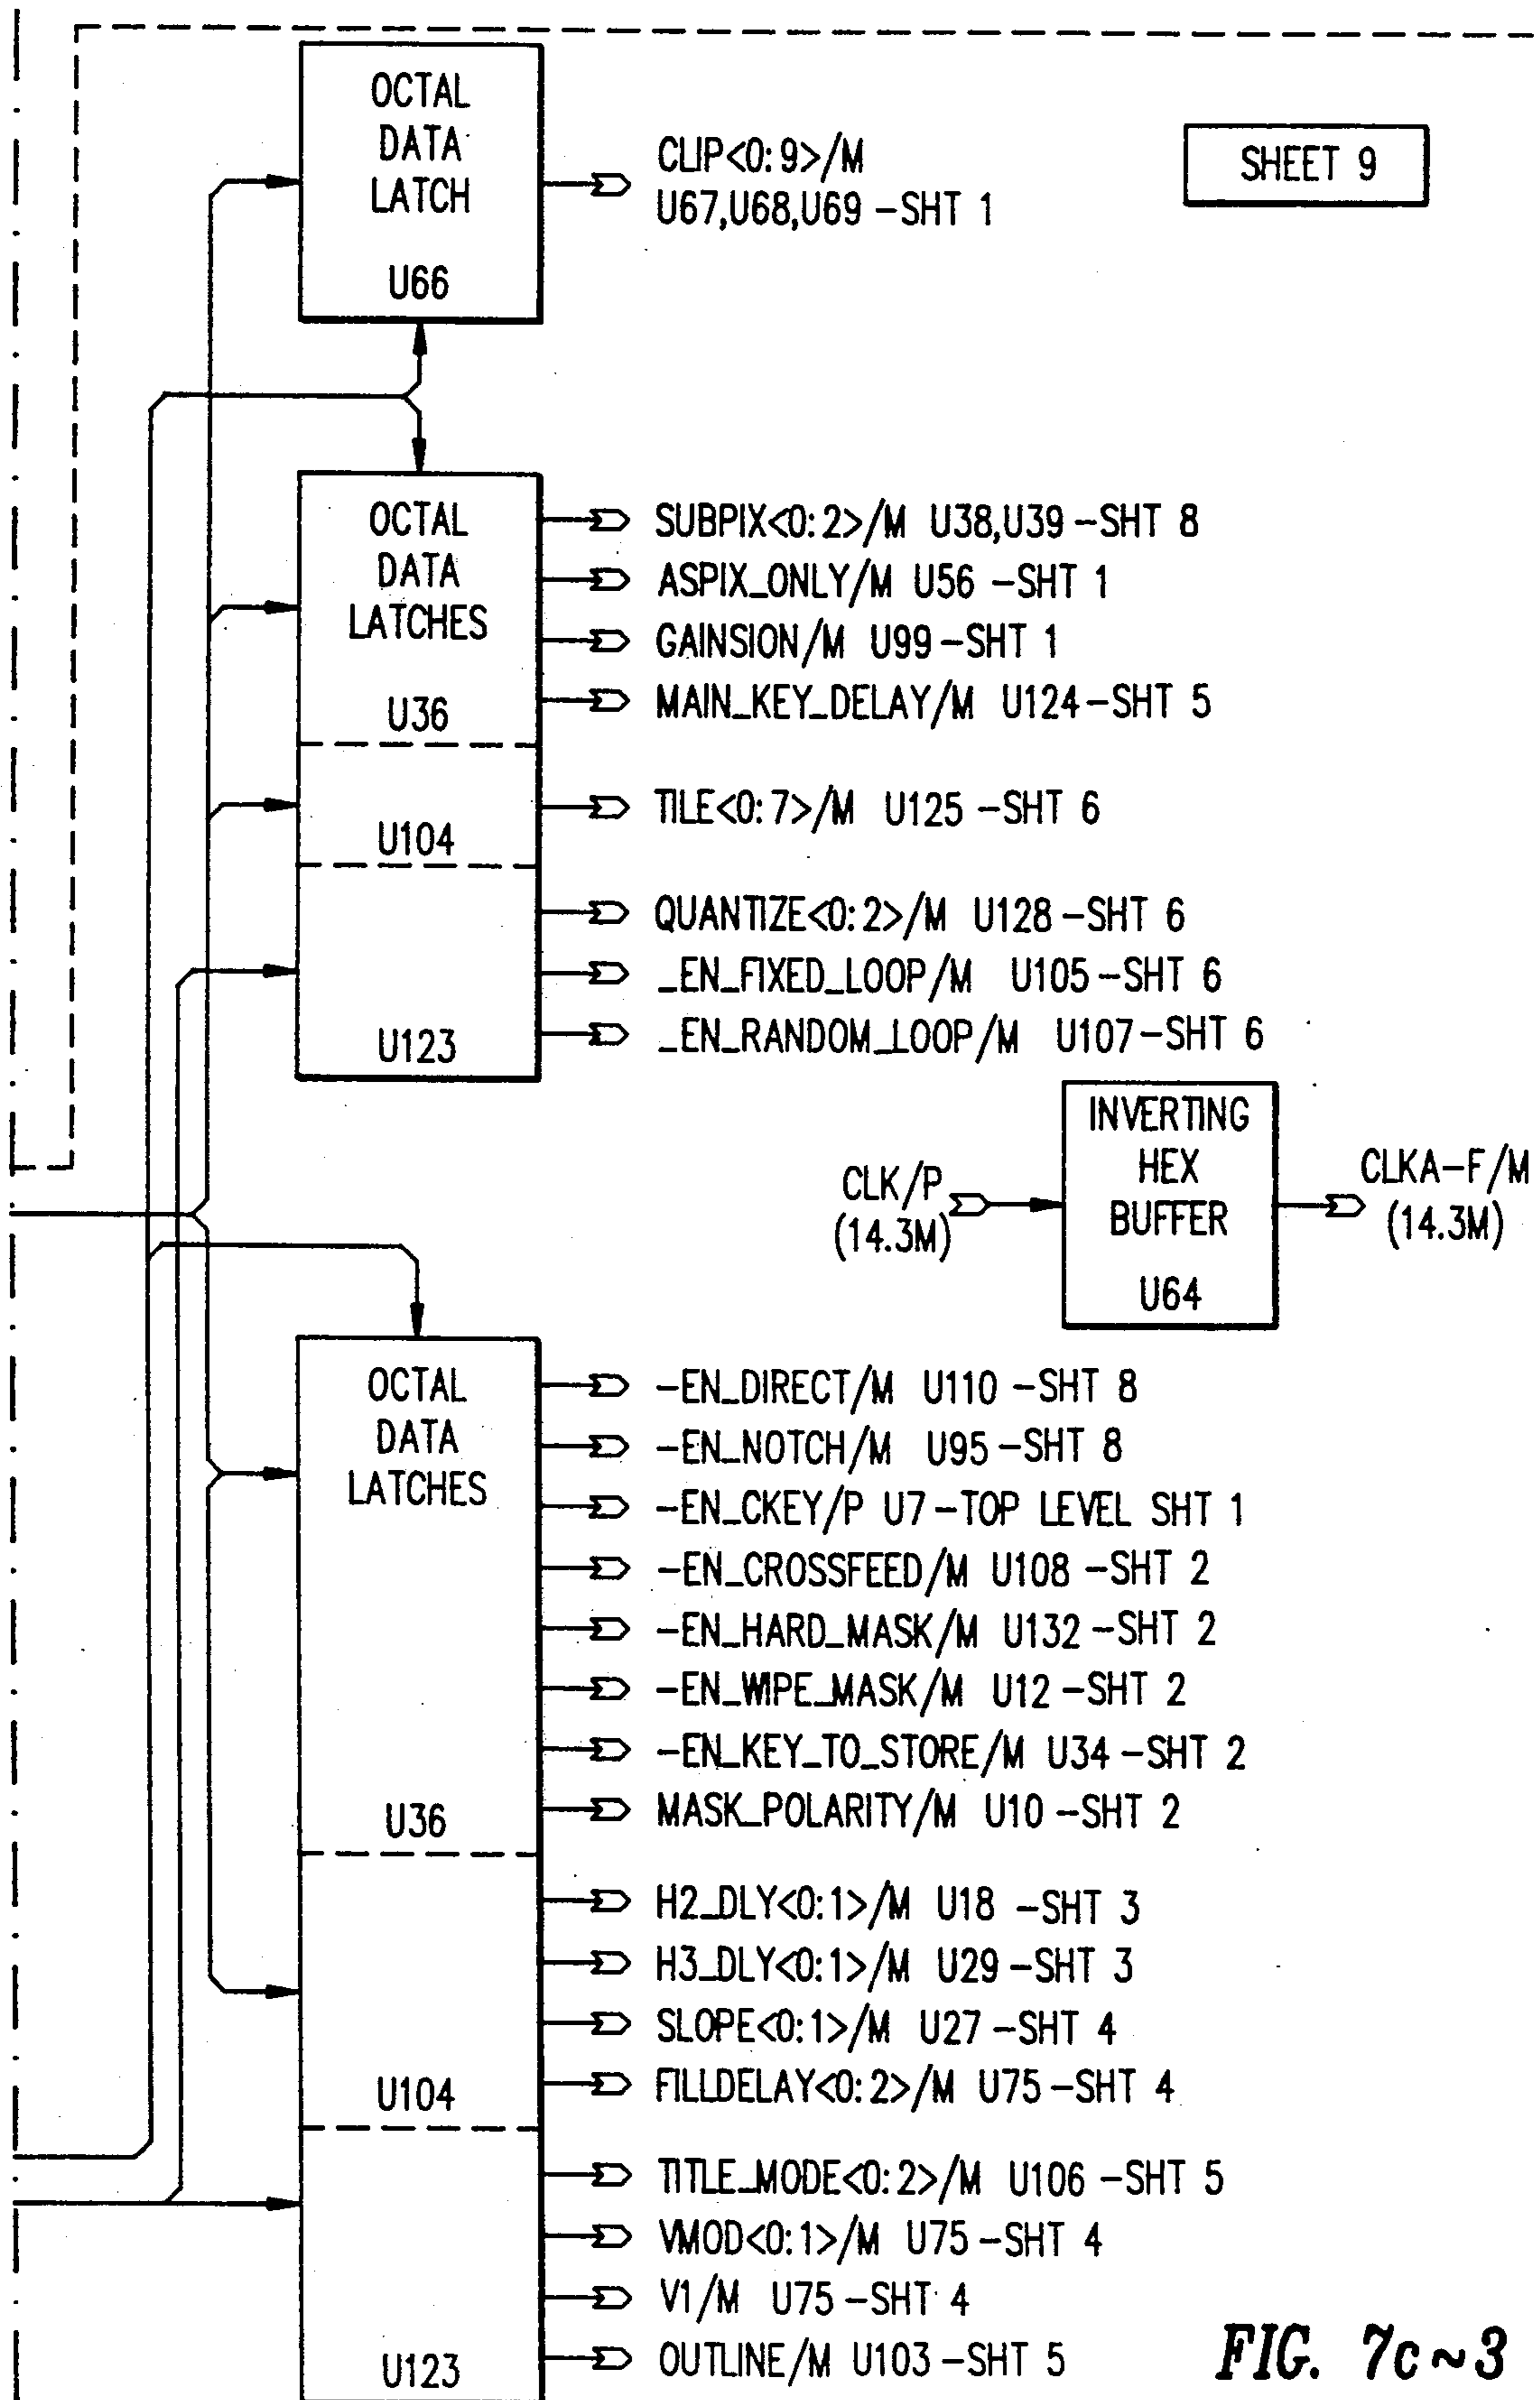 OCTAL
DATA
LATCH
U66
CLIP<0:9>/M
U67,U68,U69 -SHT 1
SHEET 9
OCTAL
DATA
LATCHES
U36
U104
U123
SUBPIX<0:2>/M U38,U39 -SHT 8
ASPIX_ONLY/M U56 -SHT 1
GAINSION/M U99 -SHT 1
MAIN_KEY_DELAY/M U124-SHT 5
TILE<0:7>/M U125 -SHT 6
QUANTIZE<0:2>/M U128 -SHT 6
_EN_FIXED_LOOP/M U105-SHT 6
_EN_RANDOM_LOOP/M U107-SHT 6
CLK/P
(14.3M)
INVERTING
HEX
BUFFER
U64
CLKA-F/M
(14.3M)
OCTAL
DATA
LATCHES
U36
U104
U123
-EN_DIRECT/M U110 -SHT 8
-EN_NOTCH/M U95 -SHT 8
-EN_CKEY/P U7 -TOP LEVEL SHT 1
-EN_CROSSFEED/M U108 -SHT 2
-EN_HARD_MASK/M U132 -SHT 2
-EN_WIPE_MASK/M U12 -SHT 2
-EN_KEY_TO_STORE/M U34 -SHT 2
MASK_POLARITY/M U10 -SHT 2
H2_DLY<0:1>/M U18 -SHT 3
H3_DLY<0:1>/M U29 -SHT 3
SLOPE<0:1>/M U27 -SHT 4
FILLDELAY<0:2>/M U75 -SHT 4
TITLE_MODE<0:2>/M U106 -SHT 5
VMOD<0:1>/M U75 -SHT 4
V1/M U75 -SHT 4
OUTLINE/M U103 -SHT 5
FIG. 7c~3